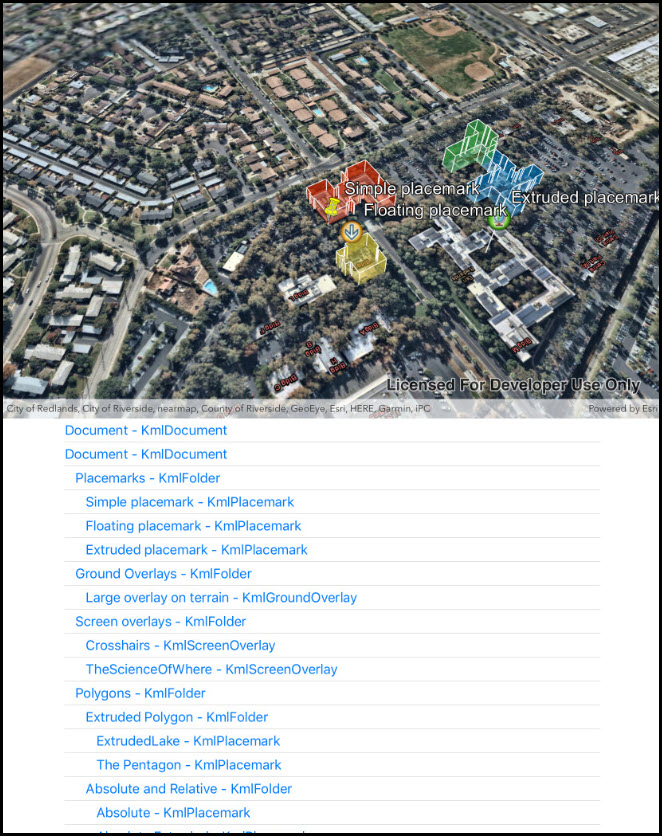 Simple placemark
Extruded placemark
Floating placemark
Licensed For Developer Use Only
City of Redlands, City of Riverside, nearmap, County of Riverside, GeoEye, Esri, HERE, Garmin, iPC
Powered by Esri
Document - KmlDocument
Document - KmlDocument
Placemarks - KmlFolder
Simple placemark - KmlPlacemark
Floating placemark - KmlPlacemark
Extruded placemark - KmlPlacemark
Ground Overlays - KmlFolder
Large overlay on terrain - KmlGroundOverlay
Screen overlays - KmlFolder
Crosshairs - KmlScreenOverlay
TheScienceOfWhere - KmlScreenOverlay
Polygons - KmlFolder
Extruded Polygon - KmlFolder
ExtrudedLake - KmlPlacemark
The Pentagon - KmlPlacemark
Absolute and Relative - KmlFolder
Absolute - KmlPlacemark